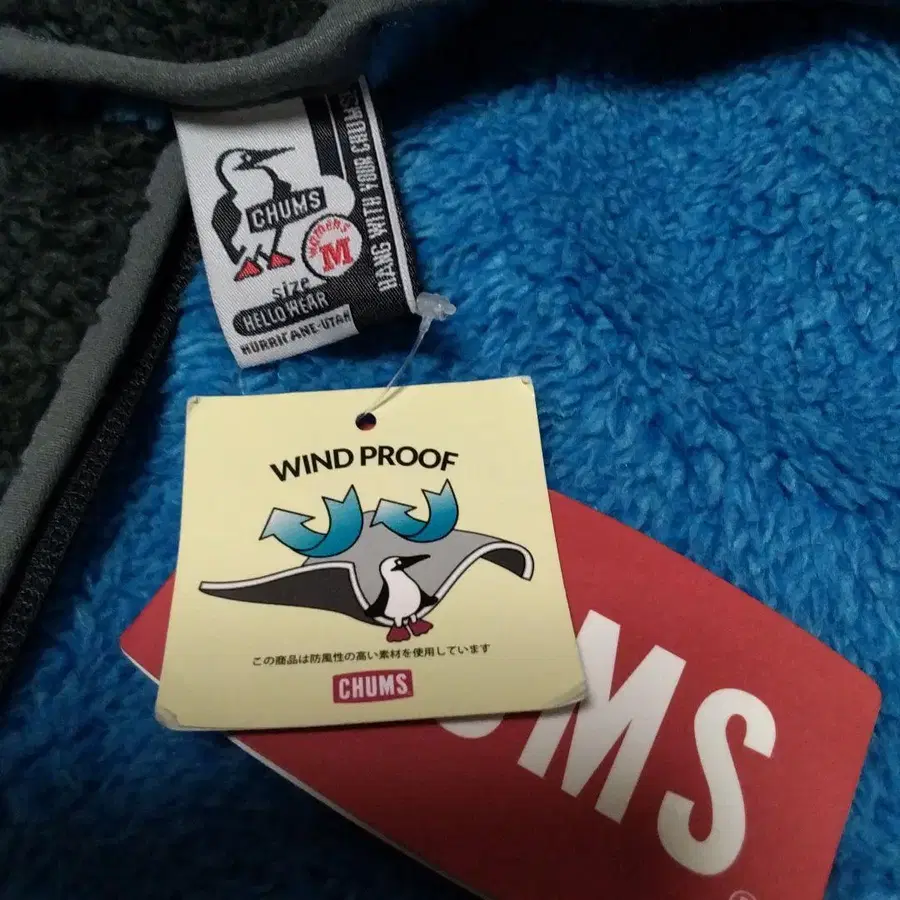 CHUMS
women's
M
size
HELLO WEAR
HURRICANE-UTAH
HANG WITH YOUR CHUMS
WIND PROOF
この商品は防風性の高い素材を使用しています
CHUMS
UMS
®